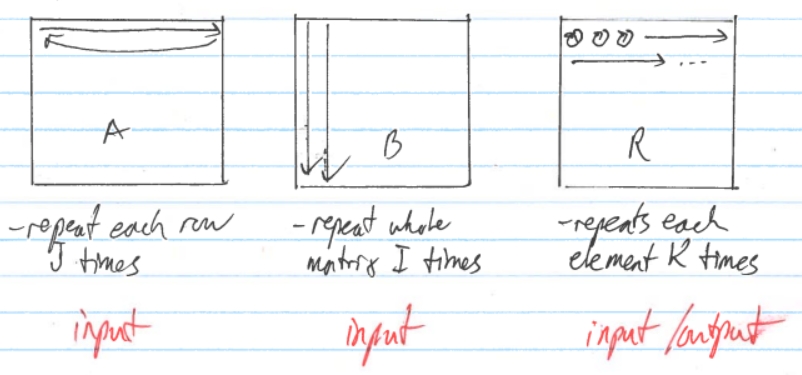 A
B
R
...
-repeat each row
J times
-repeat whole
matrix I times
-repeats each
element K times
input
input
input/output